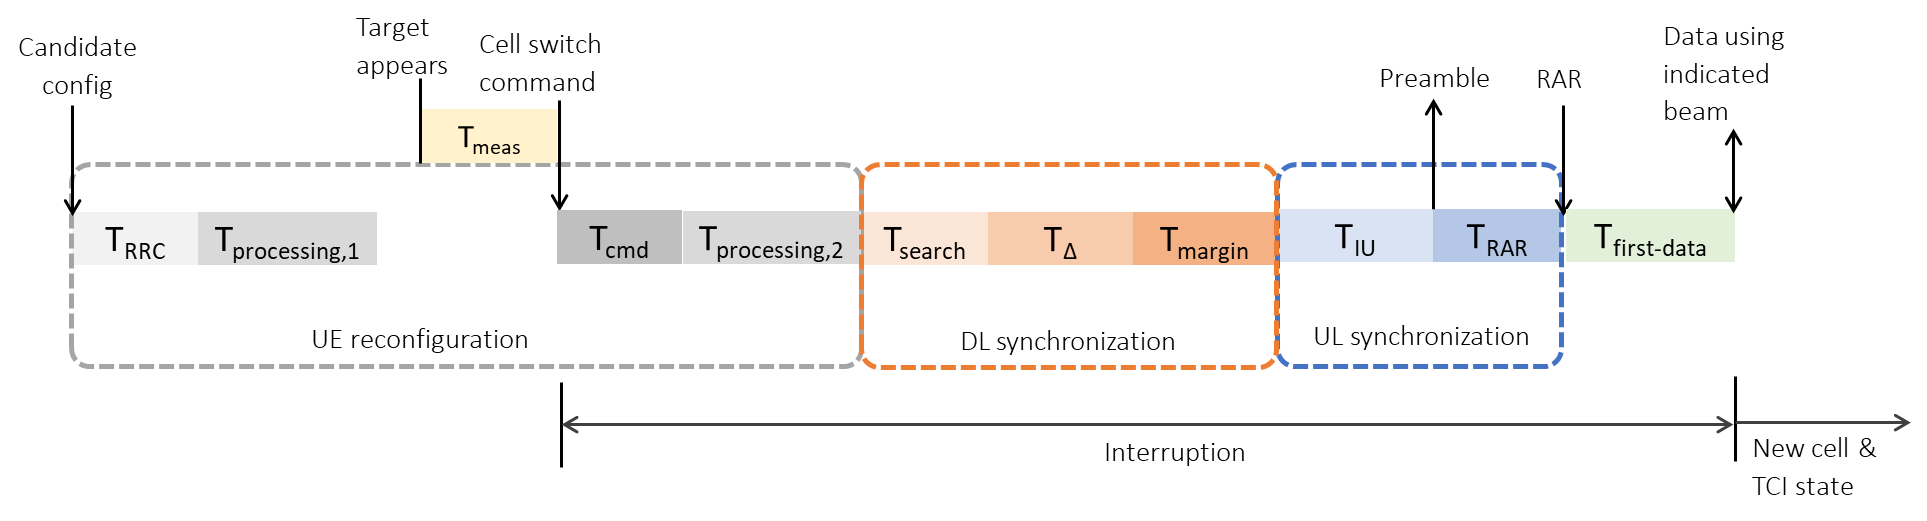 Candidate
config
Target
appears
Cell switch
command
Preamble
RAR
Data using
indicated
beam
Tmeas
TRRC
Tprocessing,1
Tcmd
Tprocessing,2
Tsearch
TΔ
Tmargin
TIU
TRAR
Tfirst-data
UE reconfiguration
DL synchronization
UL synchronization
Interruption
New cell &
TCI state